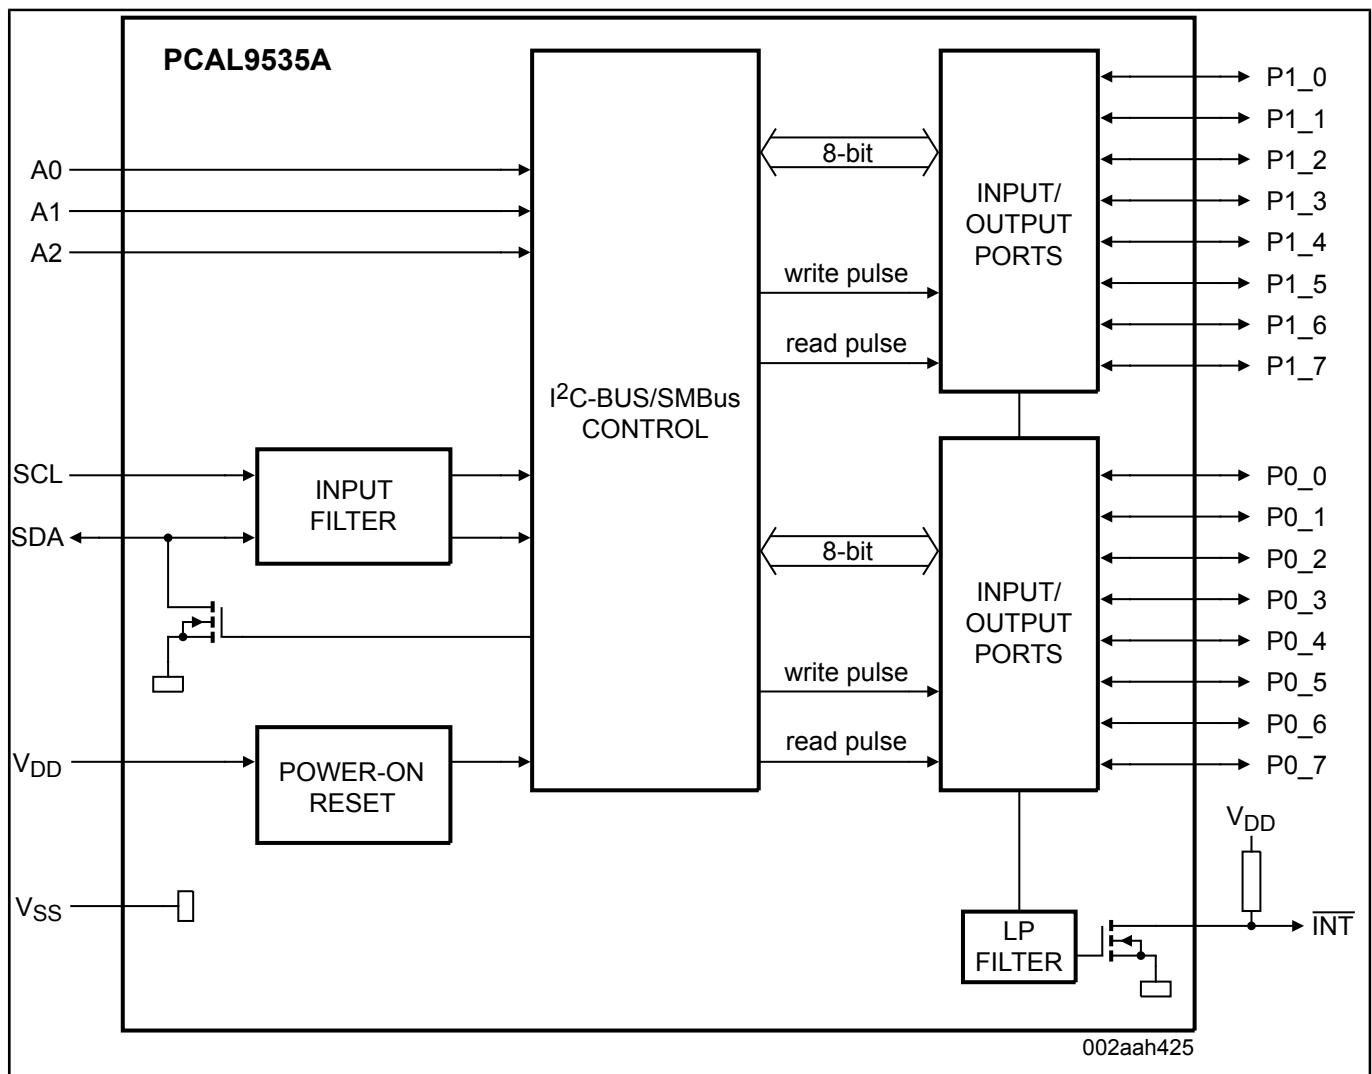 PCAL9535A
A0
A1
A2
SCL
SDA
VDD
VSS
INPUT
FILTER
POWER-ON
RESET
I2C-BUS/SMBus
CONTROL
8-bit
write pulse
read pulse
INPUT/
OUTPUT
PORTS
P1_0
P1_1
P1_2
P1_3
P1_4
P1_5
P1_6
P1_7
8-bit
write pulse
read pulse
INPUT/
OUTPUT
PORTS
P0_0
P0_1
P0_2
P0_3
P0_4
P0_5
P0_6
P0_7
VDD
LP
FILTER
INT
002aah425